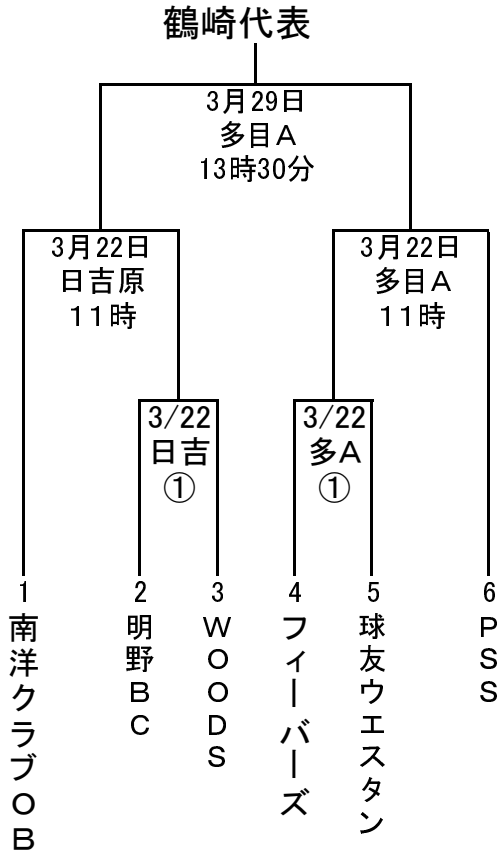 鶴崎代表
3月29日
多目A
13時30分
3月22日
日吉原
11時
3月22日
多目A
11時
3/22
日吉
①
3/22
多A
①
1
南洋クラブOB
2
明野BC
3
WOODS
4
フィーバーズ
5
球友ウエスタン
6
PSS